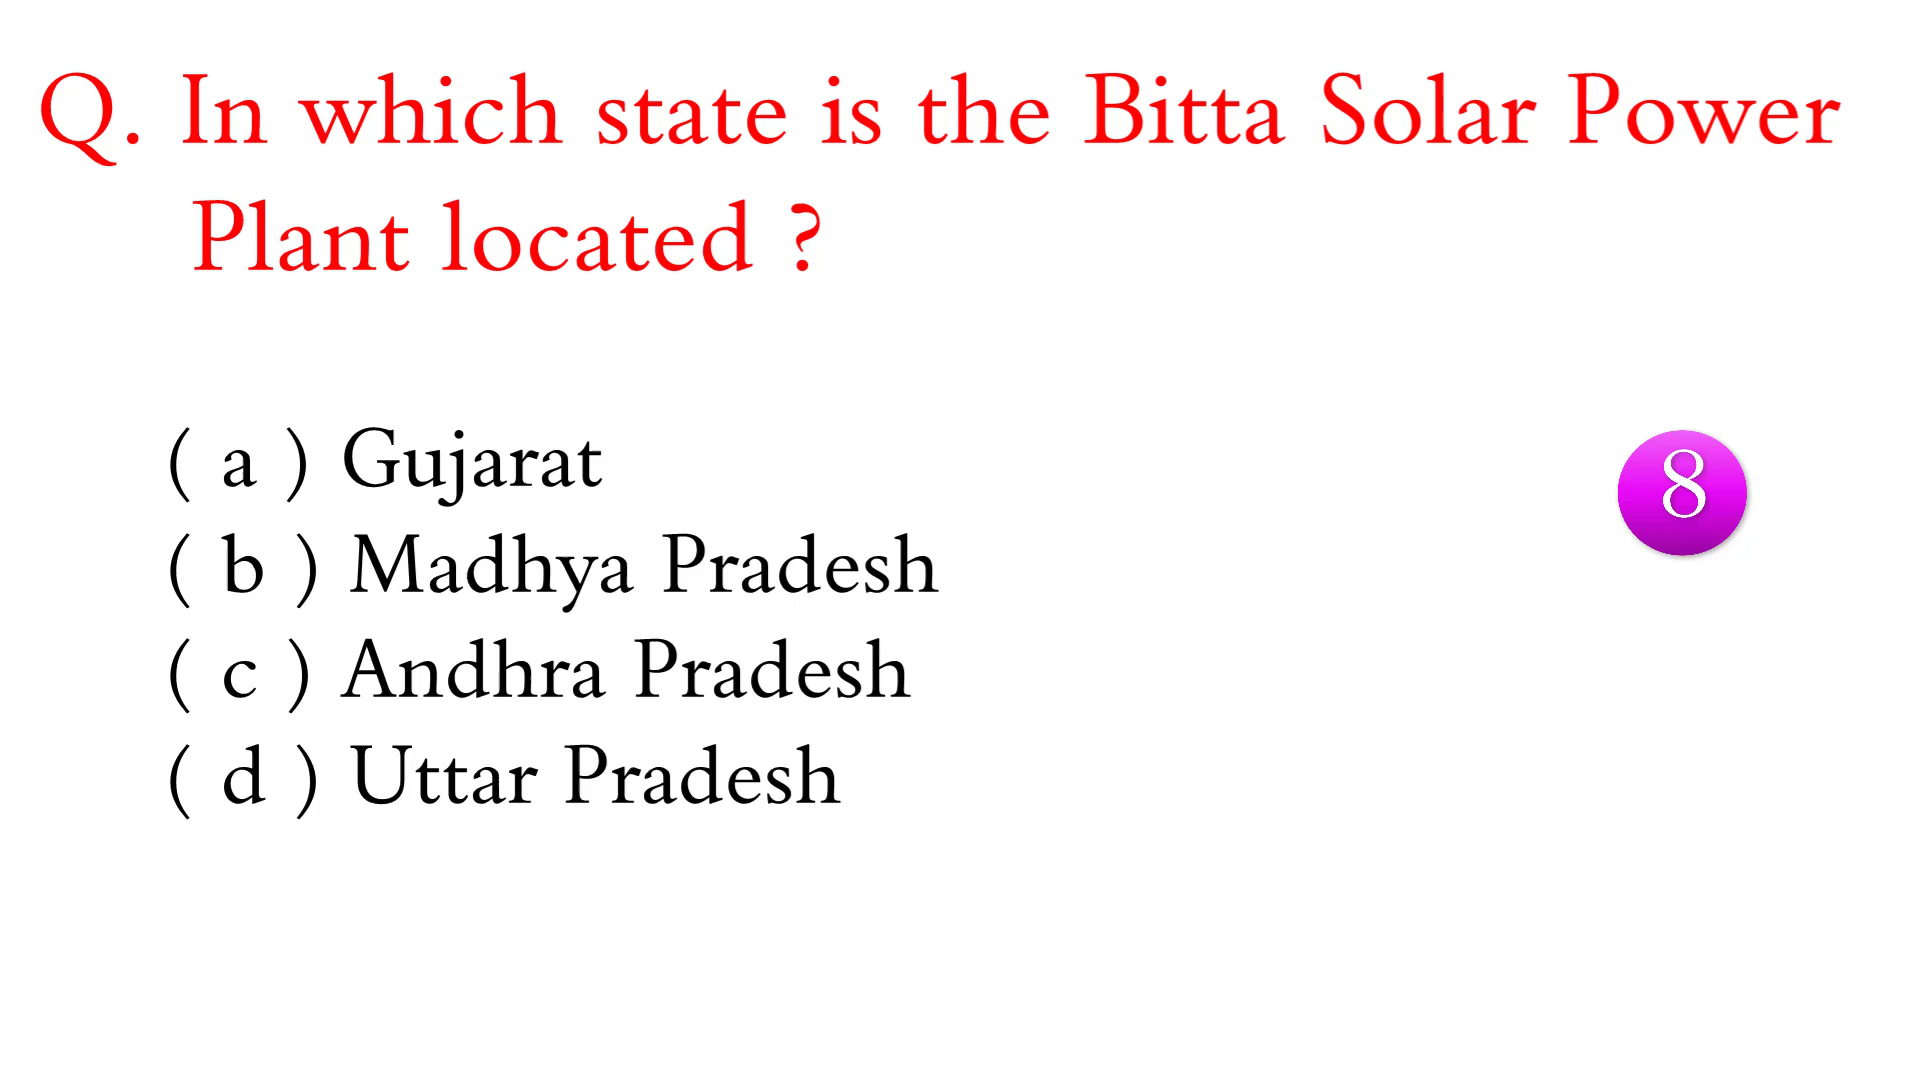 Q. In which state is the Bitta Solar Power
Plant located ?
( a ) Gujarat
8
( b ) Madhya Pradesh
( c ) Andhra Pradesh
( d ) Uttar Pradesh